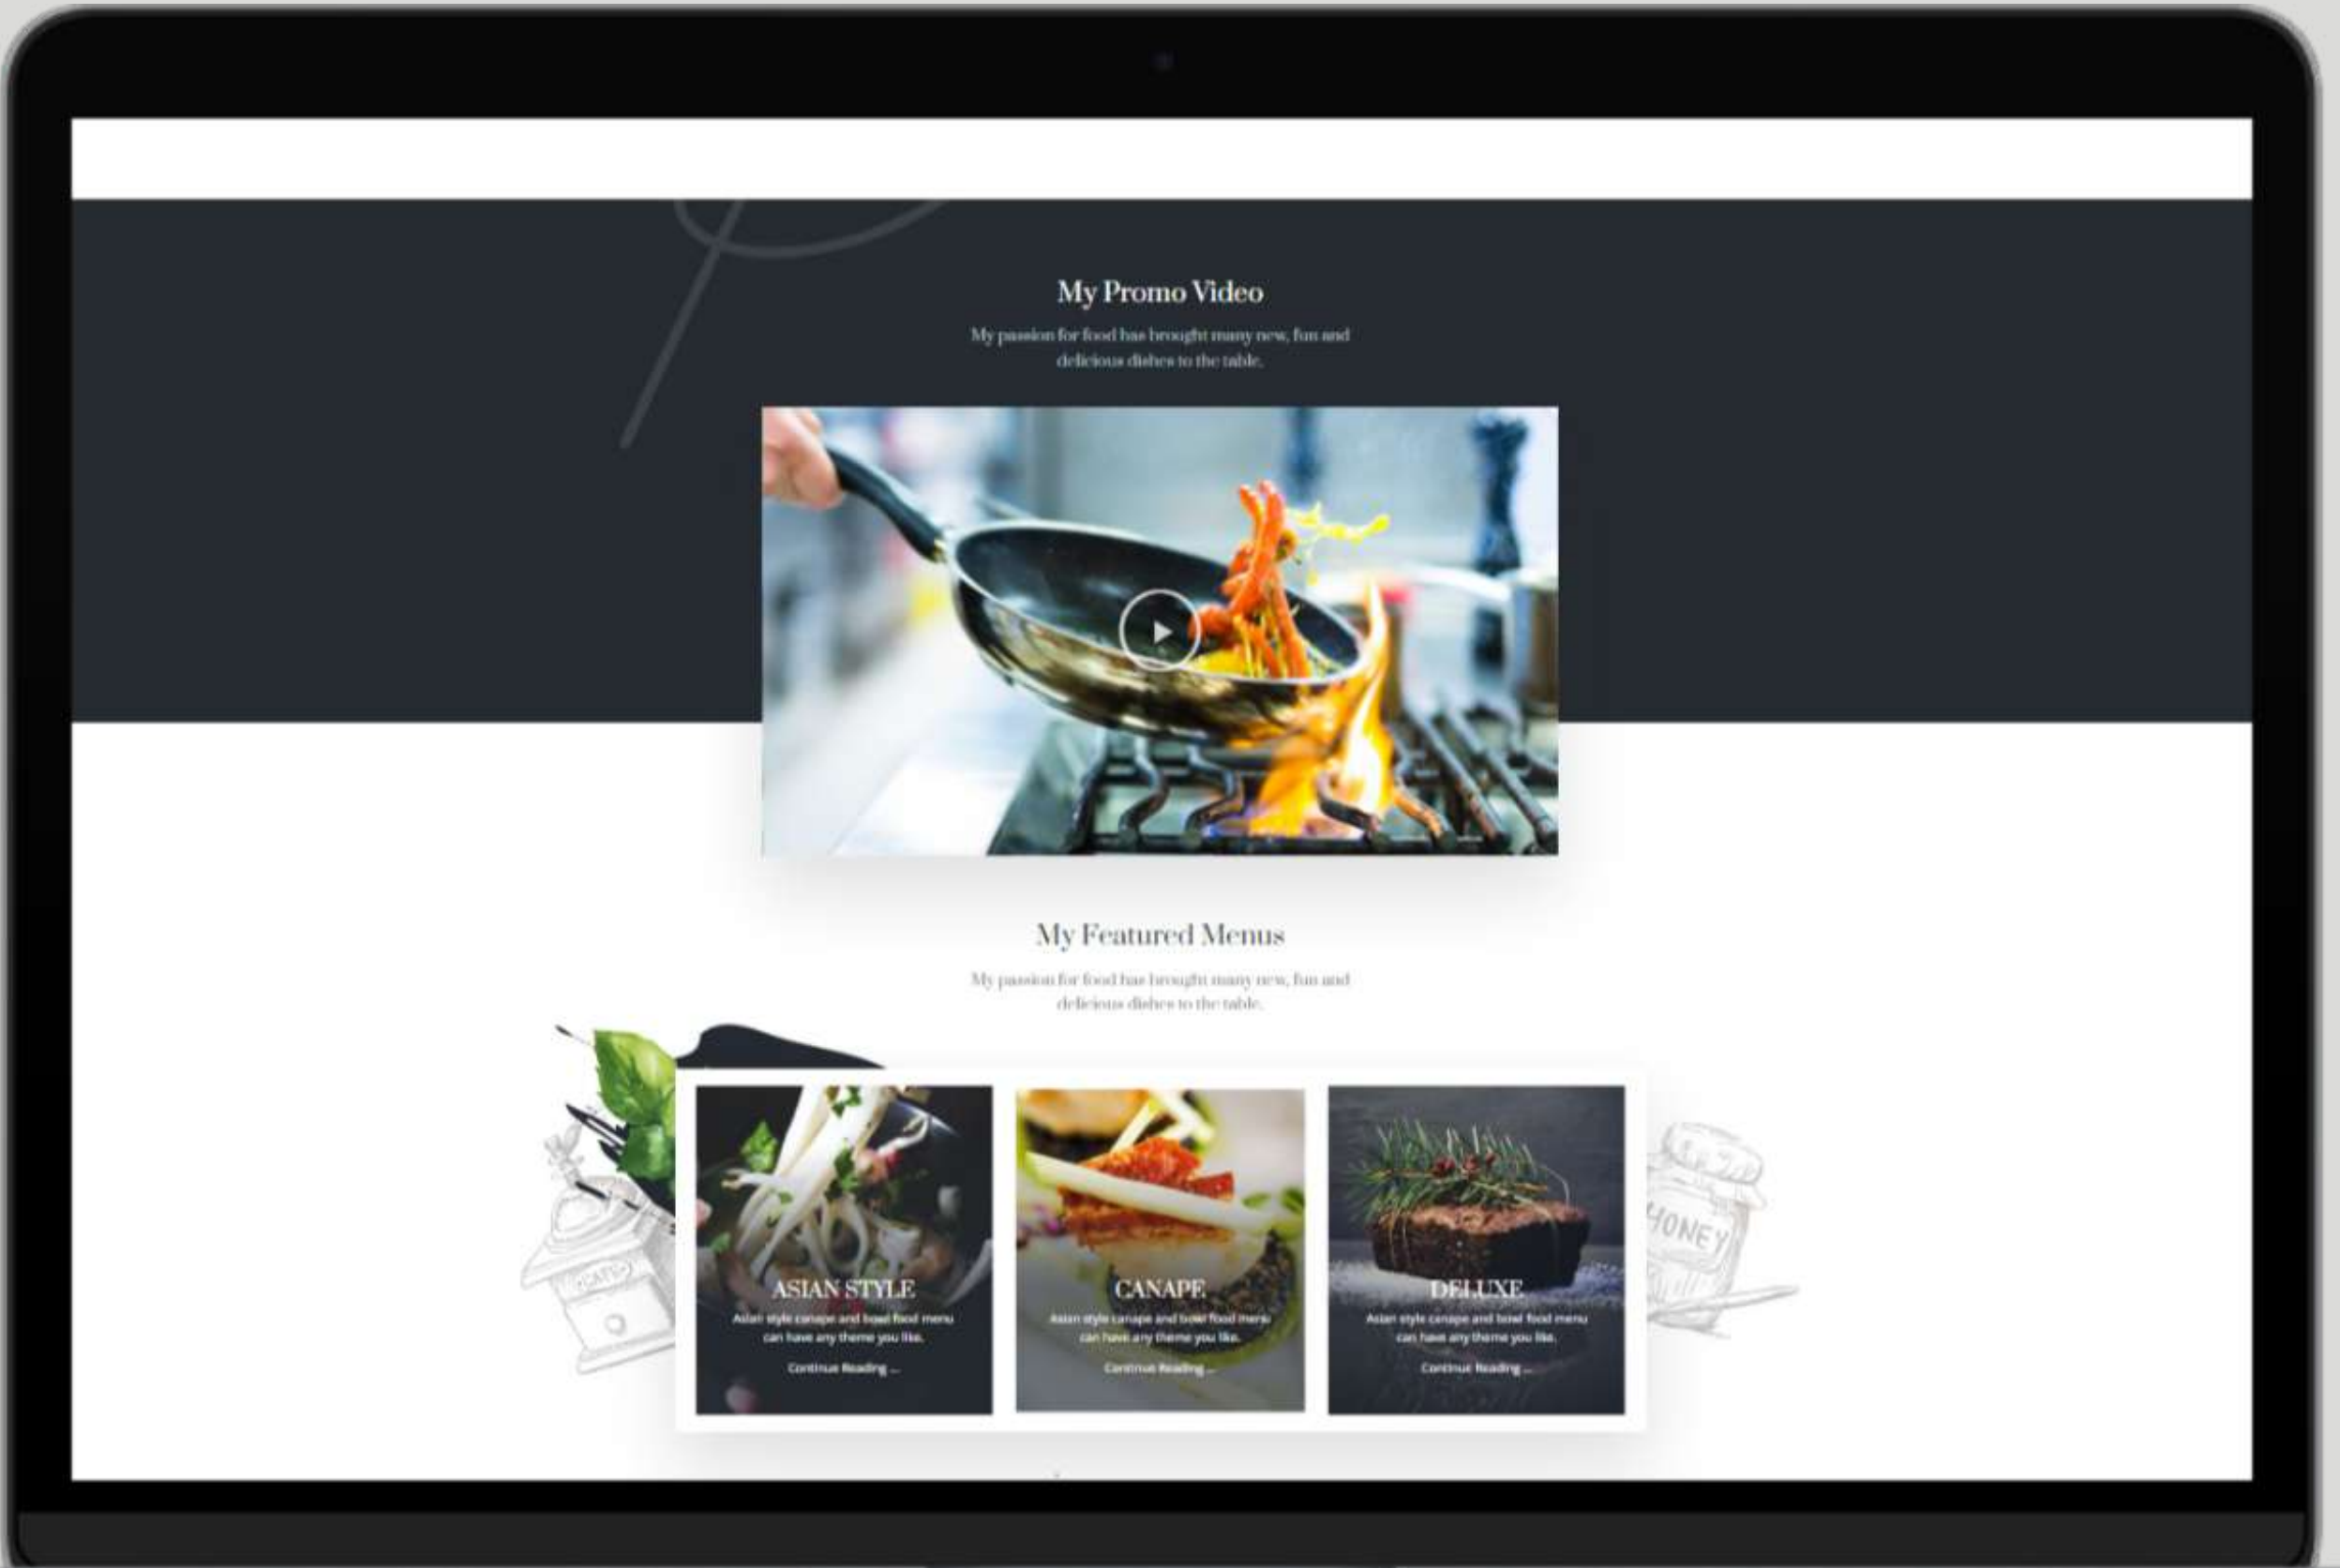 My Promo Video
My passion for food has brought many new, fun and
delicious dishes to the table.
My Featured Menus
My passion for food has brought many new, fun and
delicious dishes to the table.
CAFE
HONEY
ASIAN STYLE
Asian style canape and bowl food menu
can have any theme you like.
Continue Reading ...
CANAPE
Asian style canape and bowl food menu
can have any theme you like.
Continue Reading ...
DELUXE
Asian style canape and bowl food menu
can have any theme you like.
Continue Reading ...